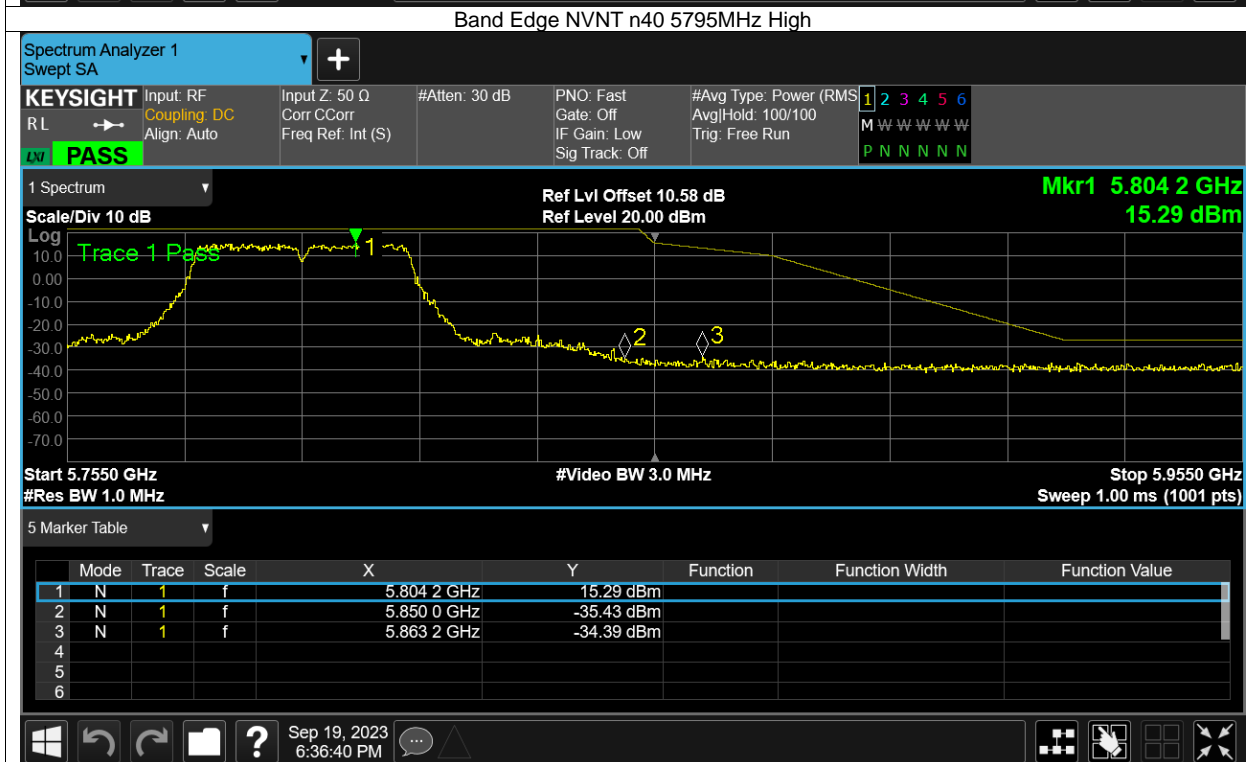 Band Edge NVNT n40 5795MHz High
Spectrum Analyzer 1
Swept SA
KEYSIGHT Input: RF Input Z: 50 Ω #Atten: 30 dB PNO: Fast #Avg Type: Power (RMS 1 2 3 4 5 6
RL Coupling: DC Corr CCorr Gate: Off Avg|Hold: 100/100 M W W W W W
Align: Auto Freq Ref: Int (S) IF Gain: Low Trig: Free Run
LXI PASS Sig Track: Off P N N N N N
1 Spectrum Ref Lvl Offset 10.58 dB Mkr1 5.804 2 GHz
Scale/Div 10 dB Ref Level 20.00 dBm 15.29 dBm
Log
Trace 1 Pass
1
10.0
0.00
-10.0
-20.0
2 3
-30.0
-40.0
-50.0
-60.0
-70.0
Start 5.7550 GHz #Video BW 3.0 MHz Stop 5.9550 GHz
#Res BW 1.0 MHz Sweep 1.00 ms (1001 pts)
5 Marker Table
Mode Trace Scale X Y Function Function Width Function Value
1 N 1 f 5.804 2 GHz 15.29 dBm
2 N 1 f 5.850 0 GHz -35.43 dBm
3 N 1 f 5.863 2 GHz -34.39 dBm
4
5
6
? Sep 19, 2023
6:36:40 PM